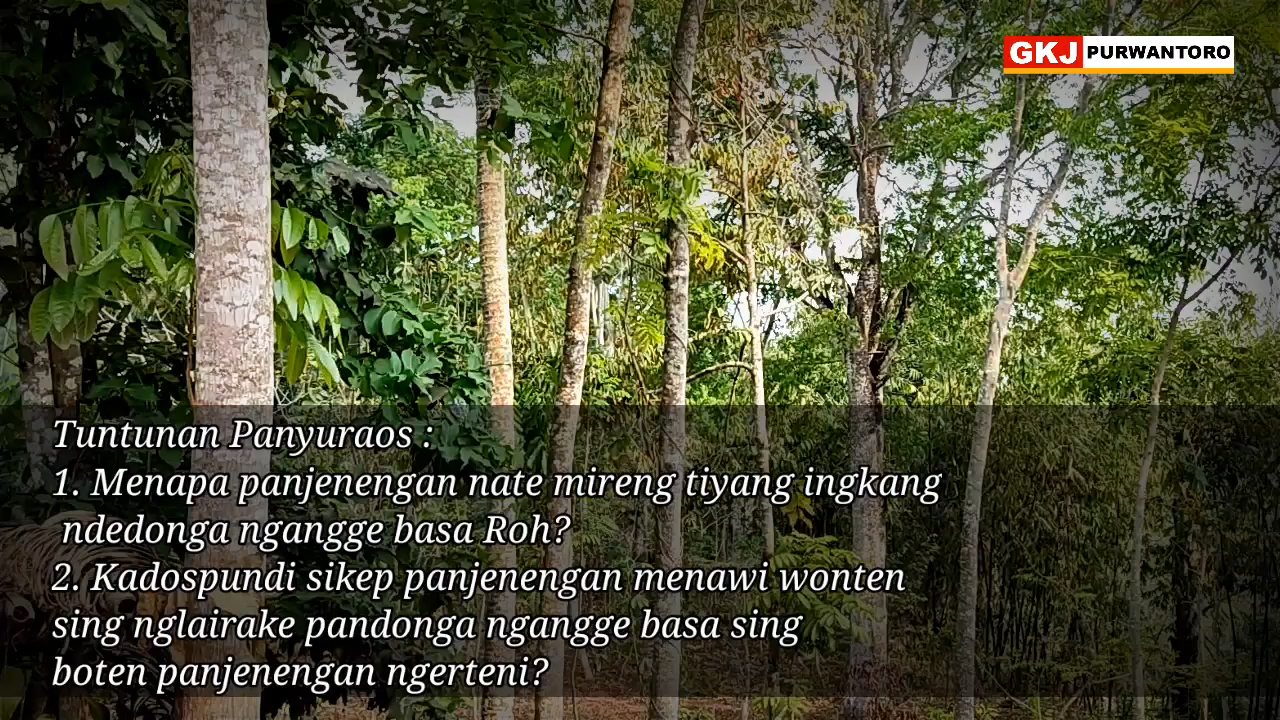 GKJ PURWANTORO
Tuntunan Panyuraos :
1. Menapa panjenengan nate mireng tiyang ingkang
ndedonga ngangge basa Roh?
2. Kadospundi sikep panjenengan menawi wonten
sing nglairake pandonga ngangge basa sing
boten panjenengan ngerteni?